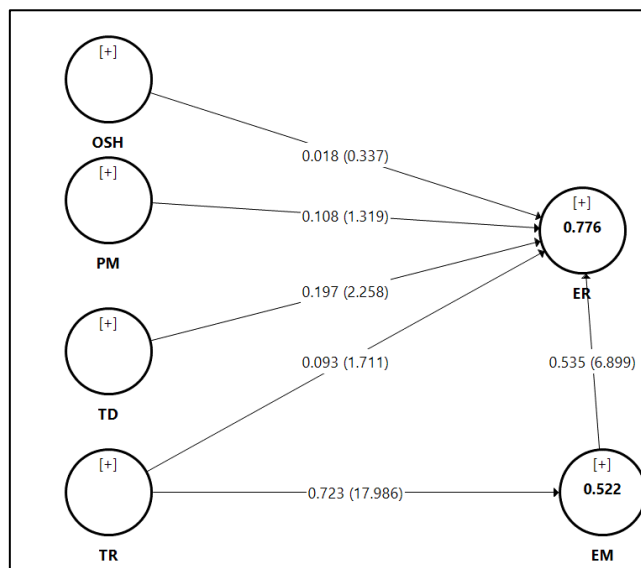 [+]
OSH
0.018 (0.337)
[+]
PM
0.108 (1.319)
[+]
0.776
ER
0.197 (2.258)
[+]
TD
0.093 (1.711)
0.535 (6.899)
[+]
TR
0.723 (17.986)
[+]
0.522
EM